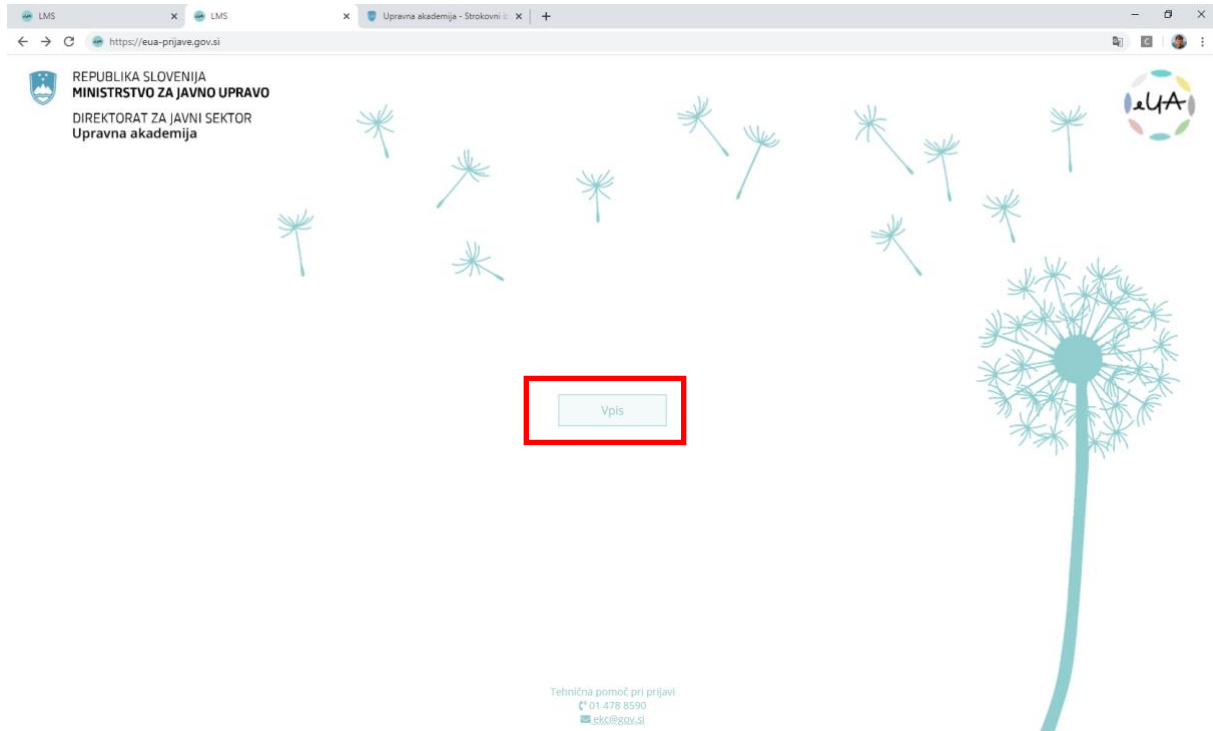 LMS
LMS
Upravna akademija - Strokovni iz
https://eua-prijave.gov.si
REPUBLIKA SLOVENIJA
MINISTRSTVO ZA JAVNO UPRAVO
DIREKTORAT ZA JAVNI SEKTOR
Upravna akademija
eUA
Vpis
Tehnična pomoč pri prijavi
01 478 8590
ekc@gov.si